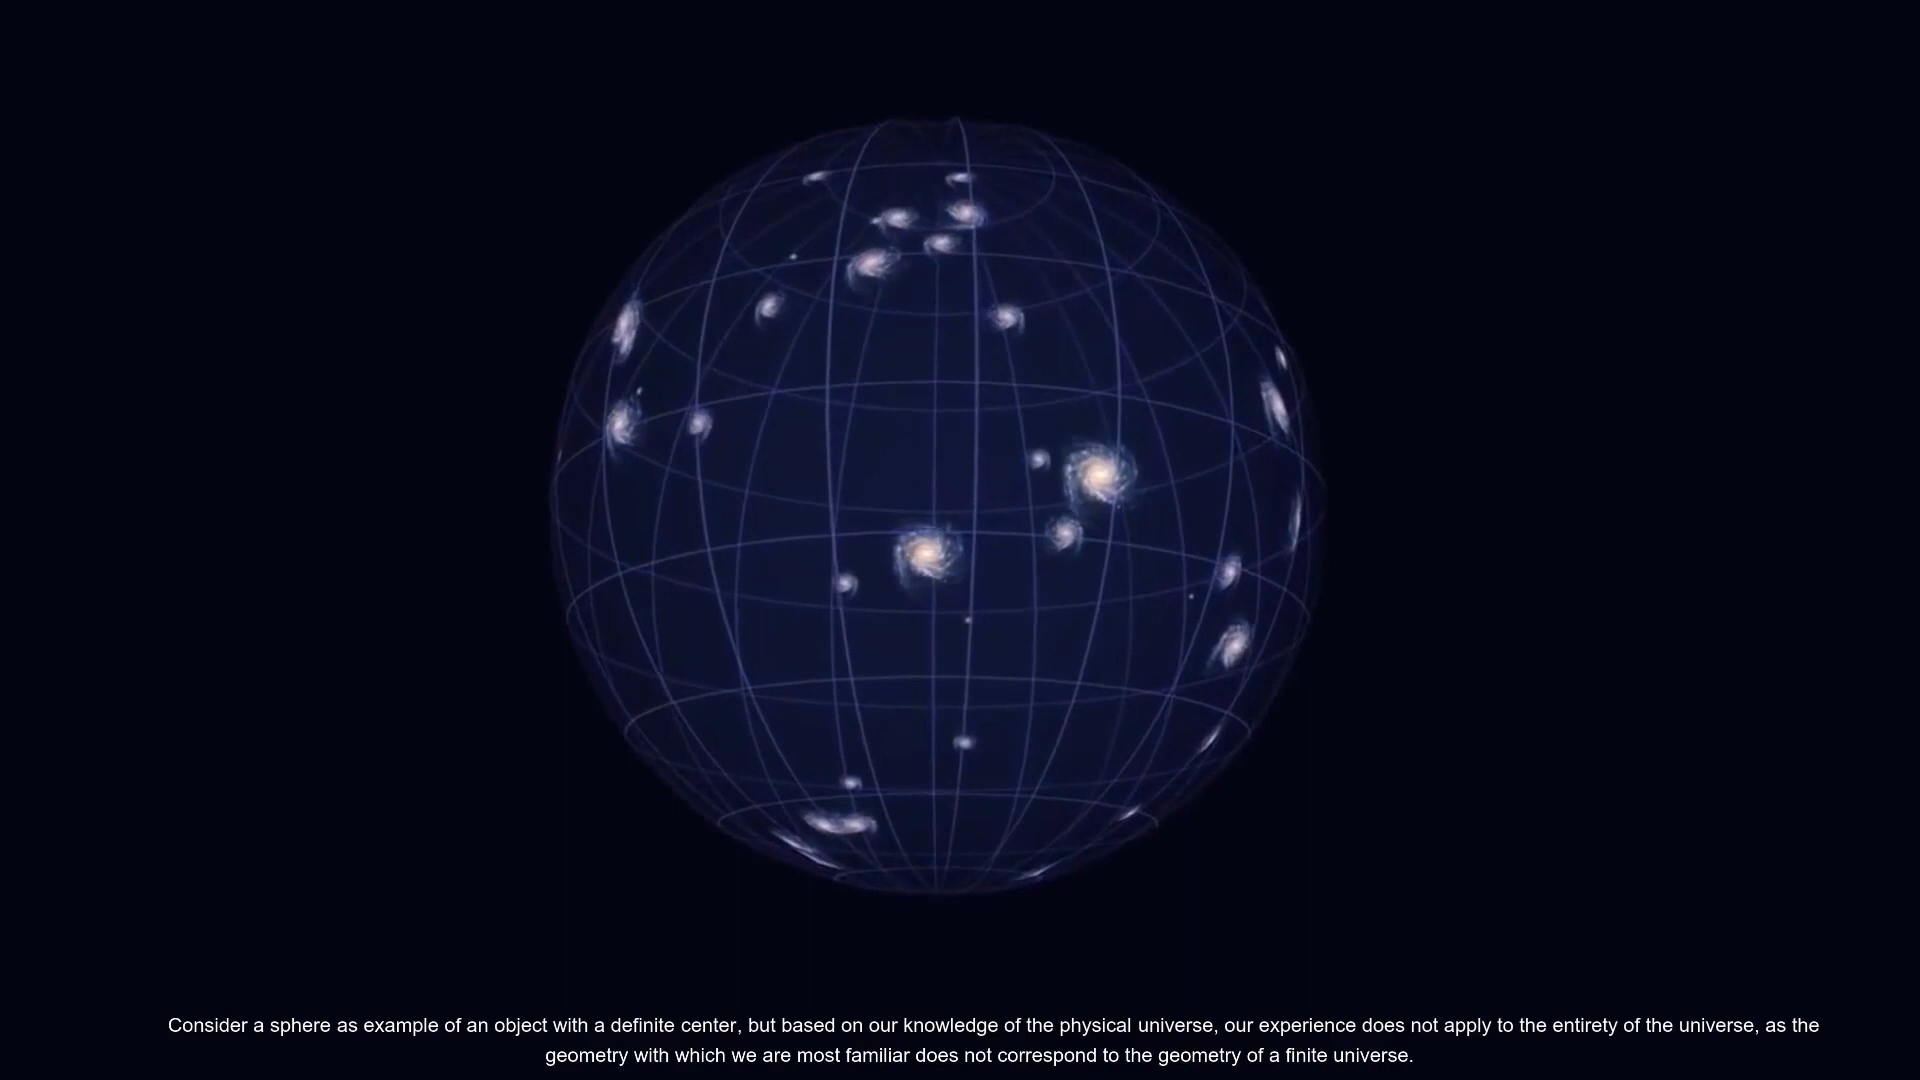 Consider a sphere as example of an object with a definite center, but based on our knowledge of the physical universe, our experience does not apply to the entirety of the universe, as the
geometry with which we are most familiar does not correspond to the geometry of a finite universe.